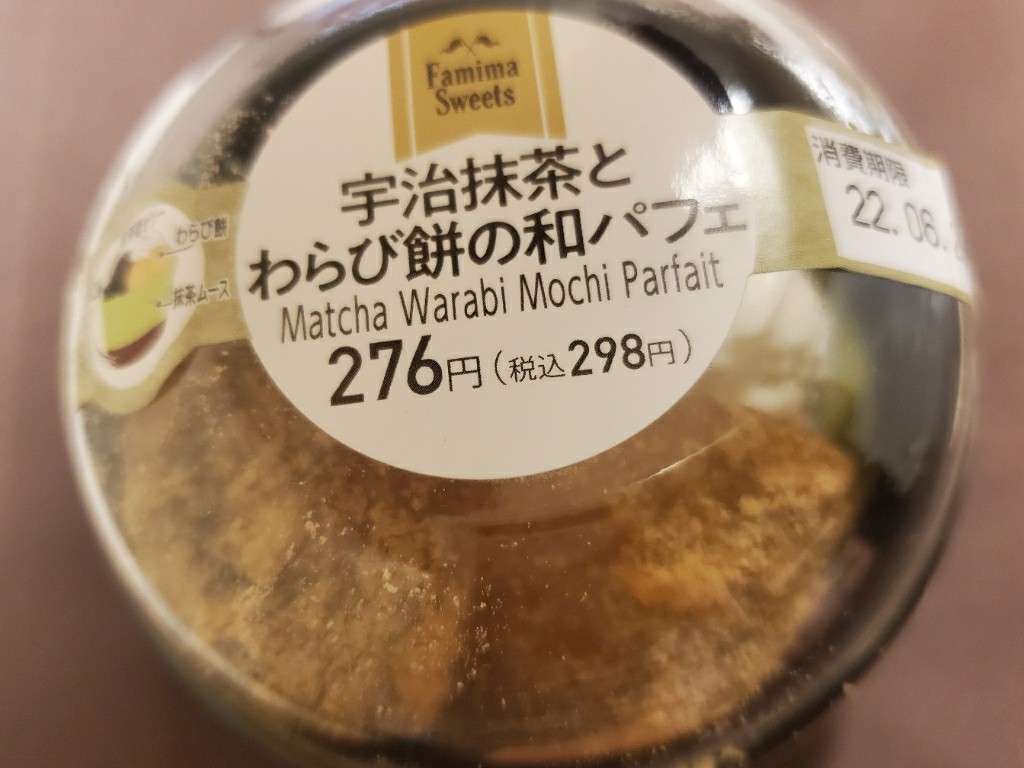 Famima
Sweets
宇治抹茶と
わらび餅の和パフェ
Matcha Warabi Mochi Parfait
276円(税込298円)
消費期限
22.06.
わらび餅
抹茶ムース